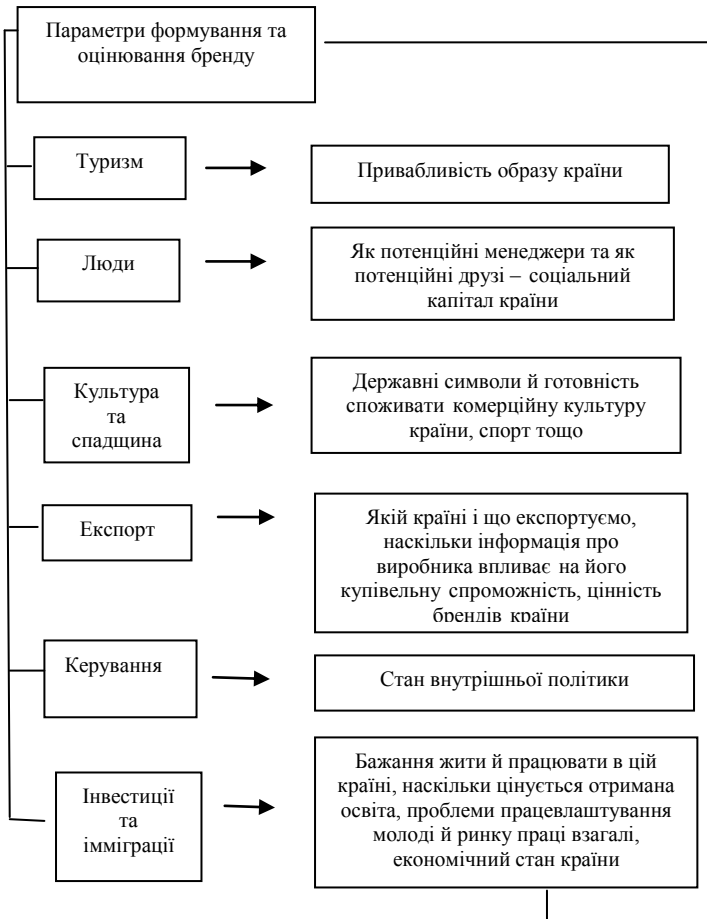 Параметри формування та
оцінювання бренду
Туризм
Привабливість образу країни
Люди
Як потенційні менеджери та як
потенційні друзі – соціальний
капітал країни
Культура
та
спадщина
Державні символи й готовність
споживати комерційну культуру
країни, спорт тощо
Експорт
Якій країні і що експортуємо,
наскільки інформація про
виробника впливає на його
купівельну спроможність, цінність
брендів країни
Керування
Стан внутрішньої політики
Інвестиції
та
імміграції
Бажання жити й працювати в цій
країні, наскільки цінується отримана
освіта, проблеми працевлаштування
молоді й ринку праці взагалі,
економічний стан країни